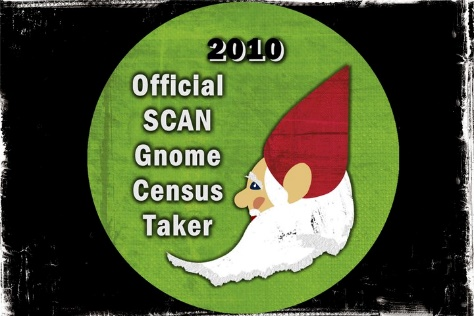 2010
Official
SCAN
Gnome
Census
Taker